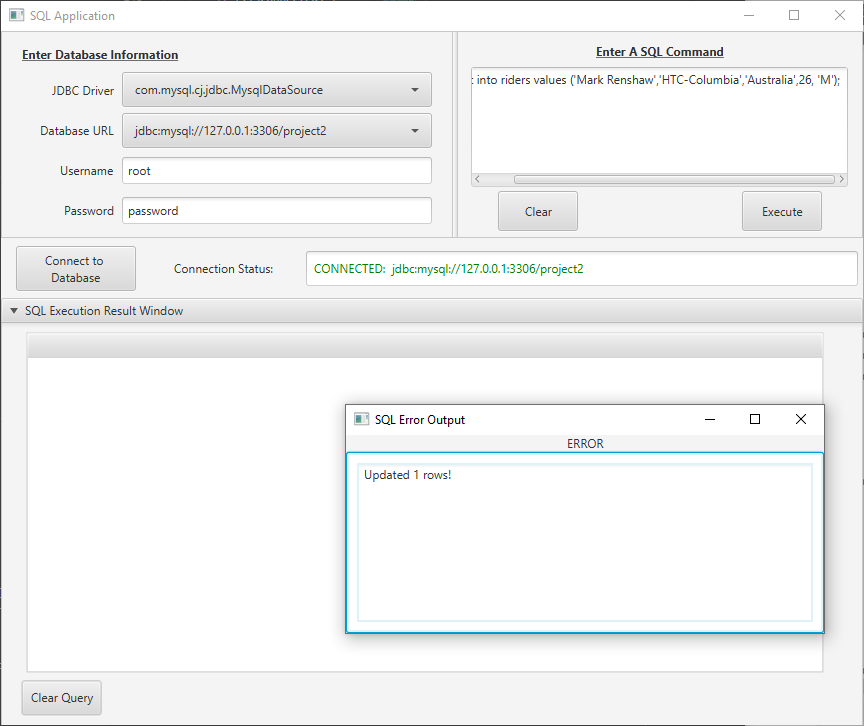 SQL Application
Enter Database Information
JDBC Driver
com.mysql.cj.jdbc.MysqlDataSource
Database URL
jdbc:mysql://127.0.0.1:3306/project2
Username
root
Password
password
Enter A SQL Command
into riders values ('Mark Renshaw','HTC-Columbia','Australia',26, 'M');
Clear
Execute
Connect to
Database
Connection Status:
CONNECTED: jdbc:mysql://127.0.0.1:3306/project2
SQL Execution Result Window
SQL Error Output
ERROR
Updated 1 rows!
Clear Query